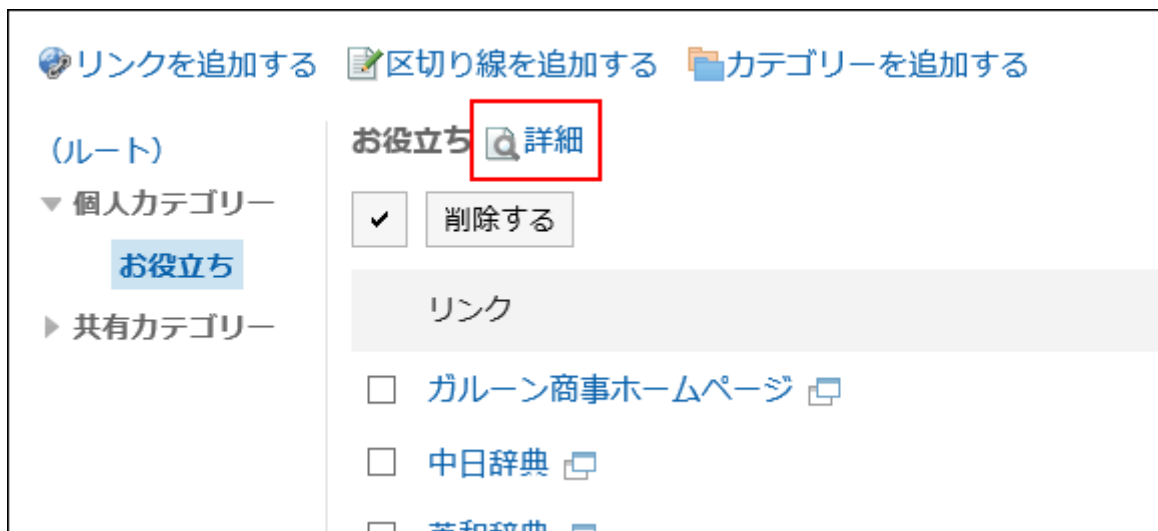 リンクを追加する 区切り線を追加する カテゴリーを追加する
(ルート)
個人カテゴリー
お役立ち
共有カテゴリー
お役立ち 詳細
削除する
リンク
ガルーン商事ホームページ
中日辞典
英和辞典